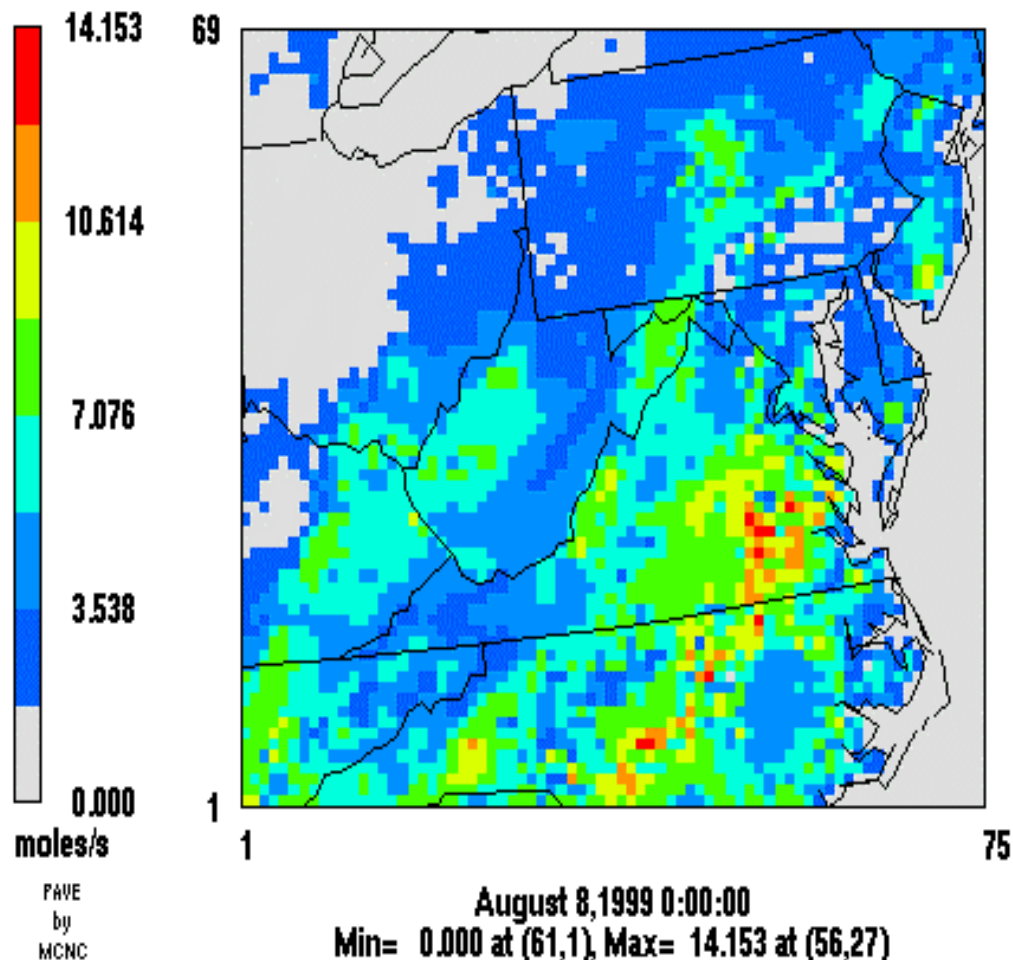 14.153
10.614
7.076
3.538
0.000
moles/s
PAVE
by
MCNC
69
1
1
75
August 8,1999 0:00:00
Min= 0.000 at (61,1), Max= 14.153 at (56,27)